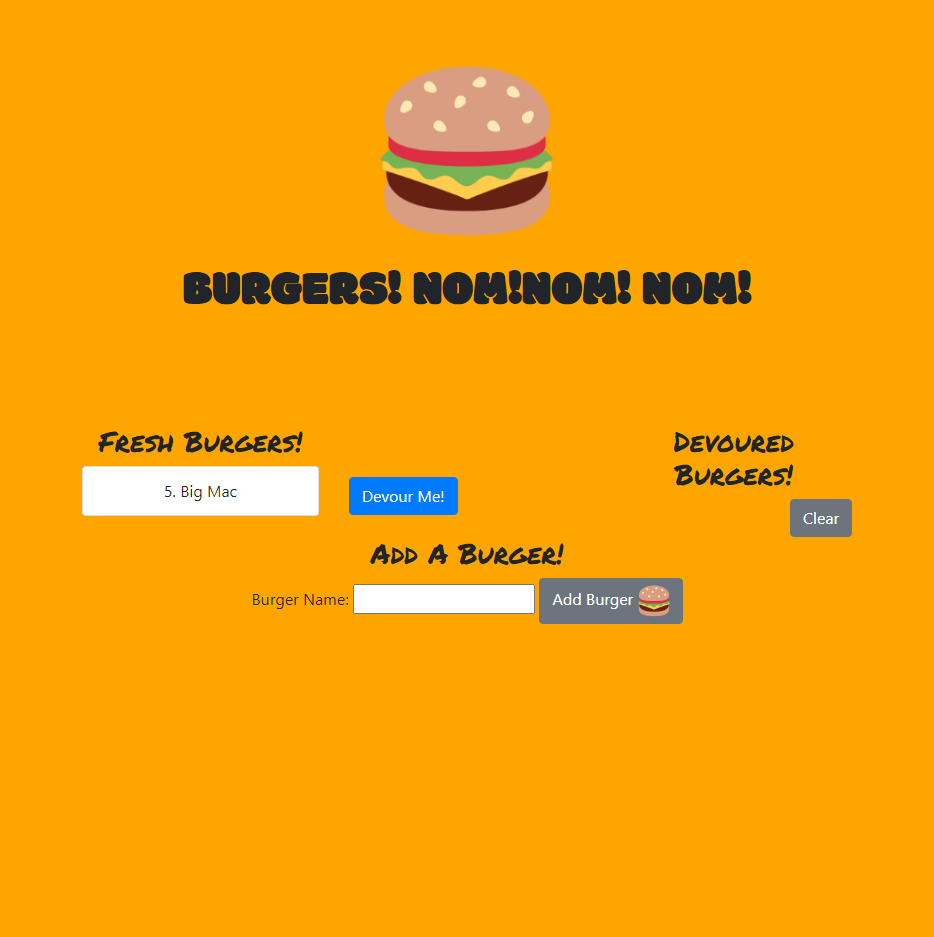 BURGERS! NOM!NOM! NOM!
Fresh Burgers!
5. Big Mac
Devour Me!
Devoured
Burgers!
Clear
Add A Burger!
Burger Name:
Add Burger